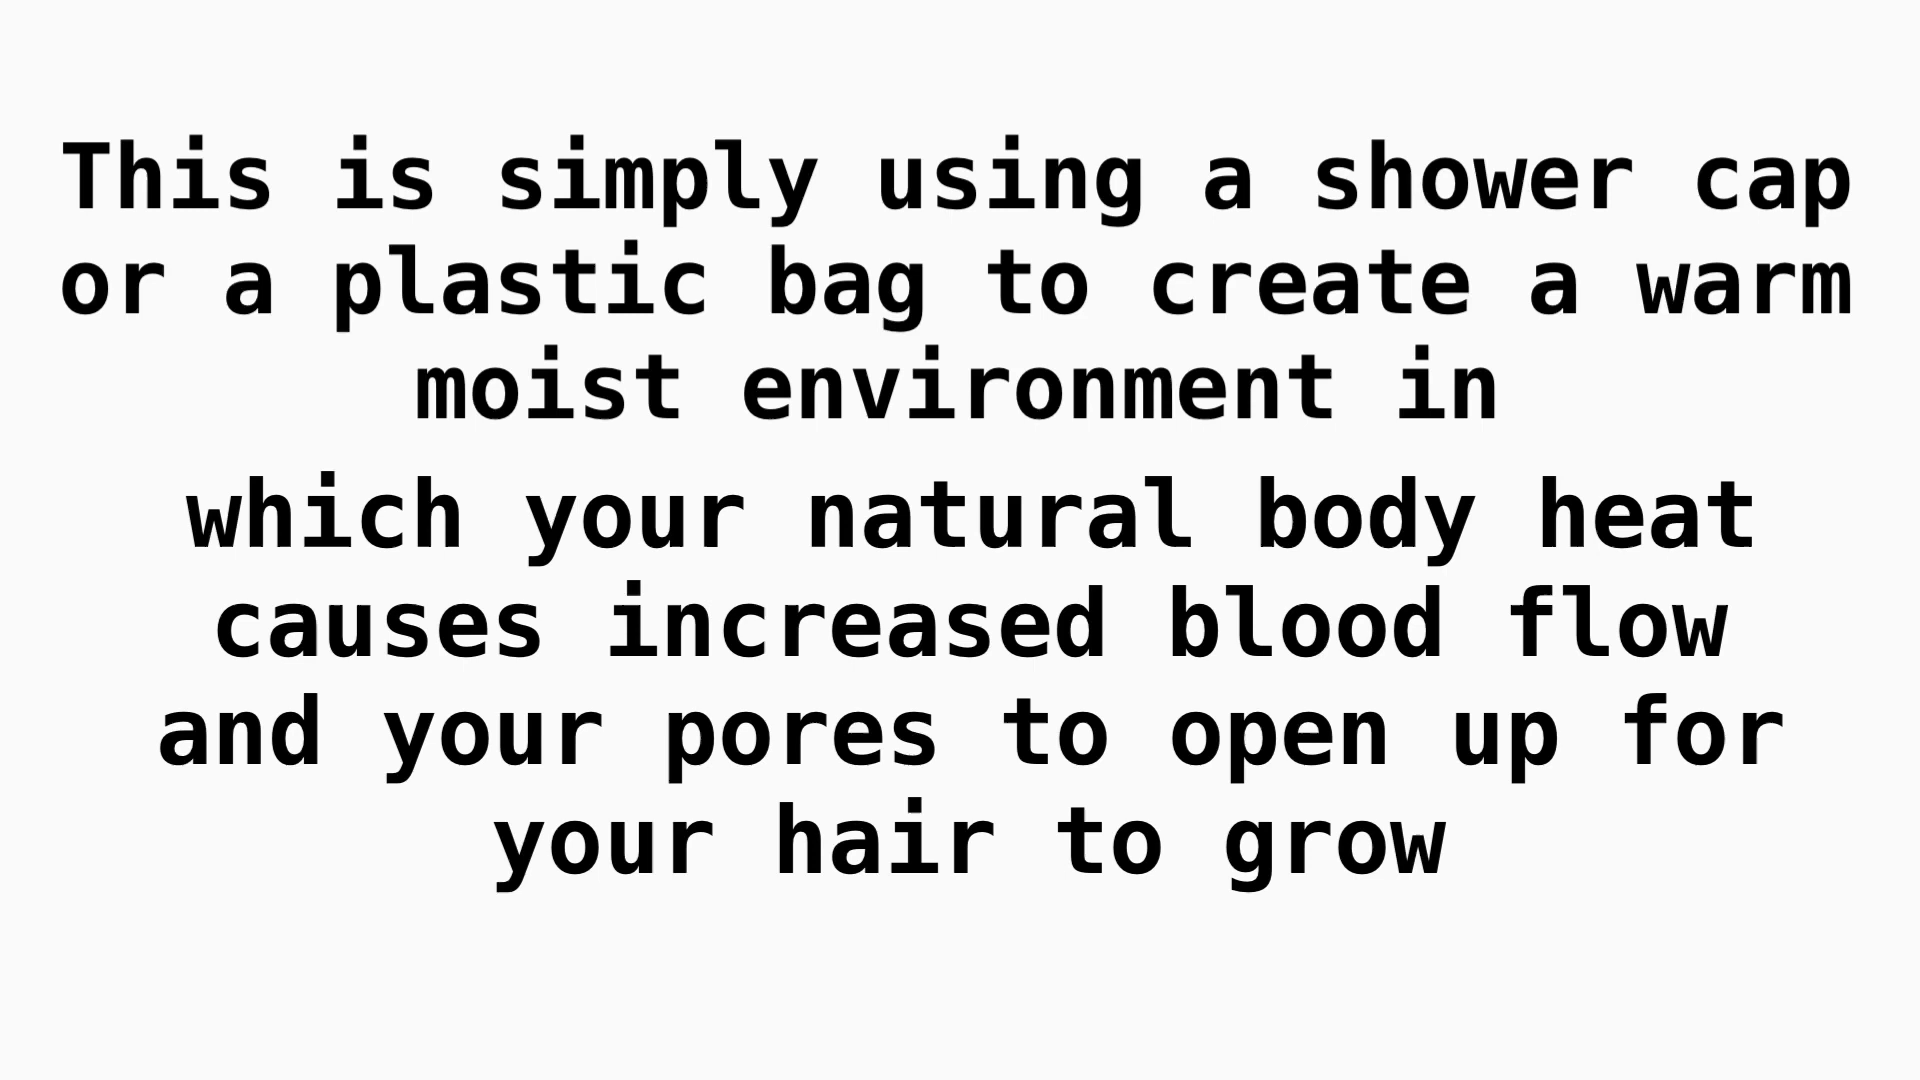 This is simply using a shower cap
or a plastic bag to create a warm
moist environment in
which your natural body heat
causes increased blood flow
and your pores to open up for
your hair to grow